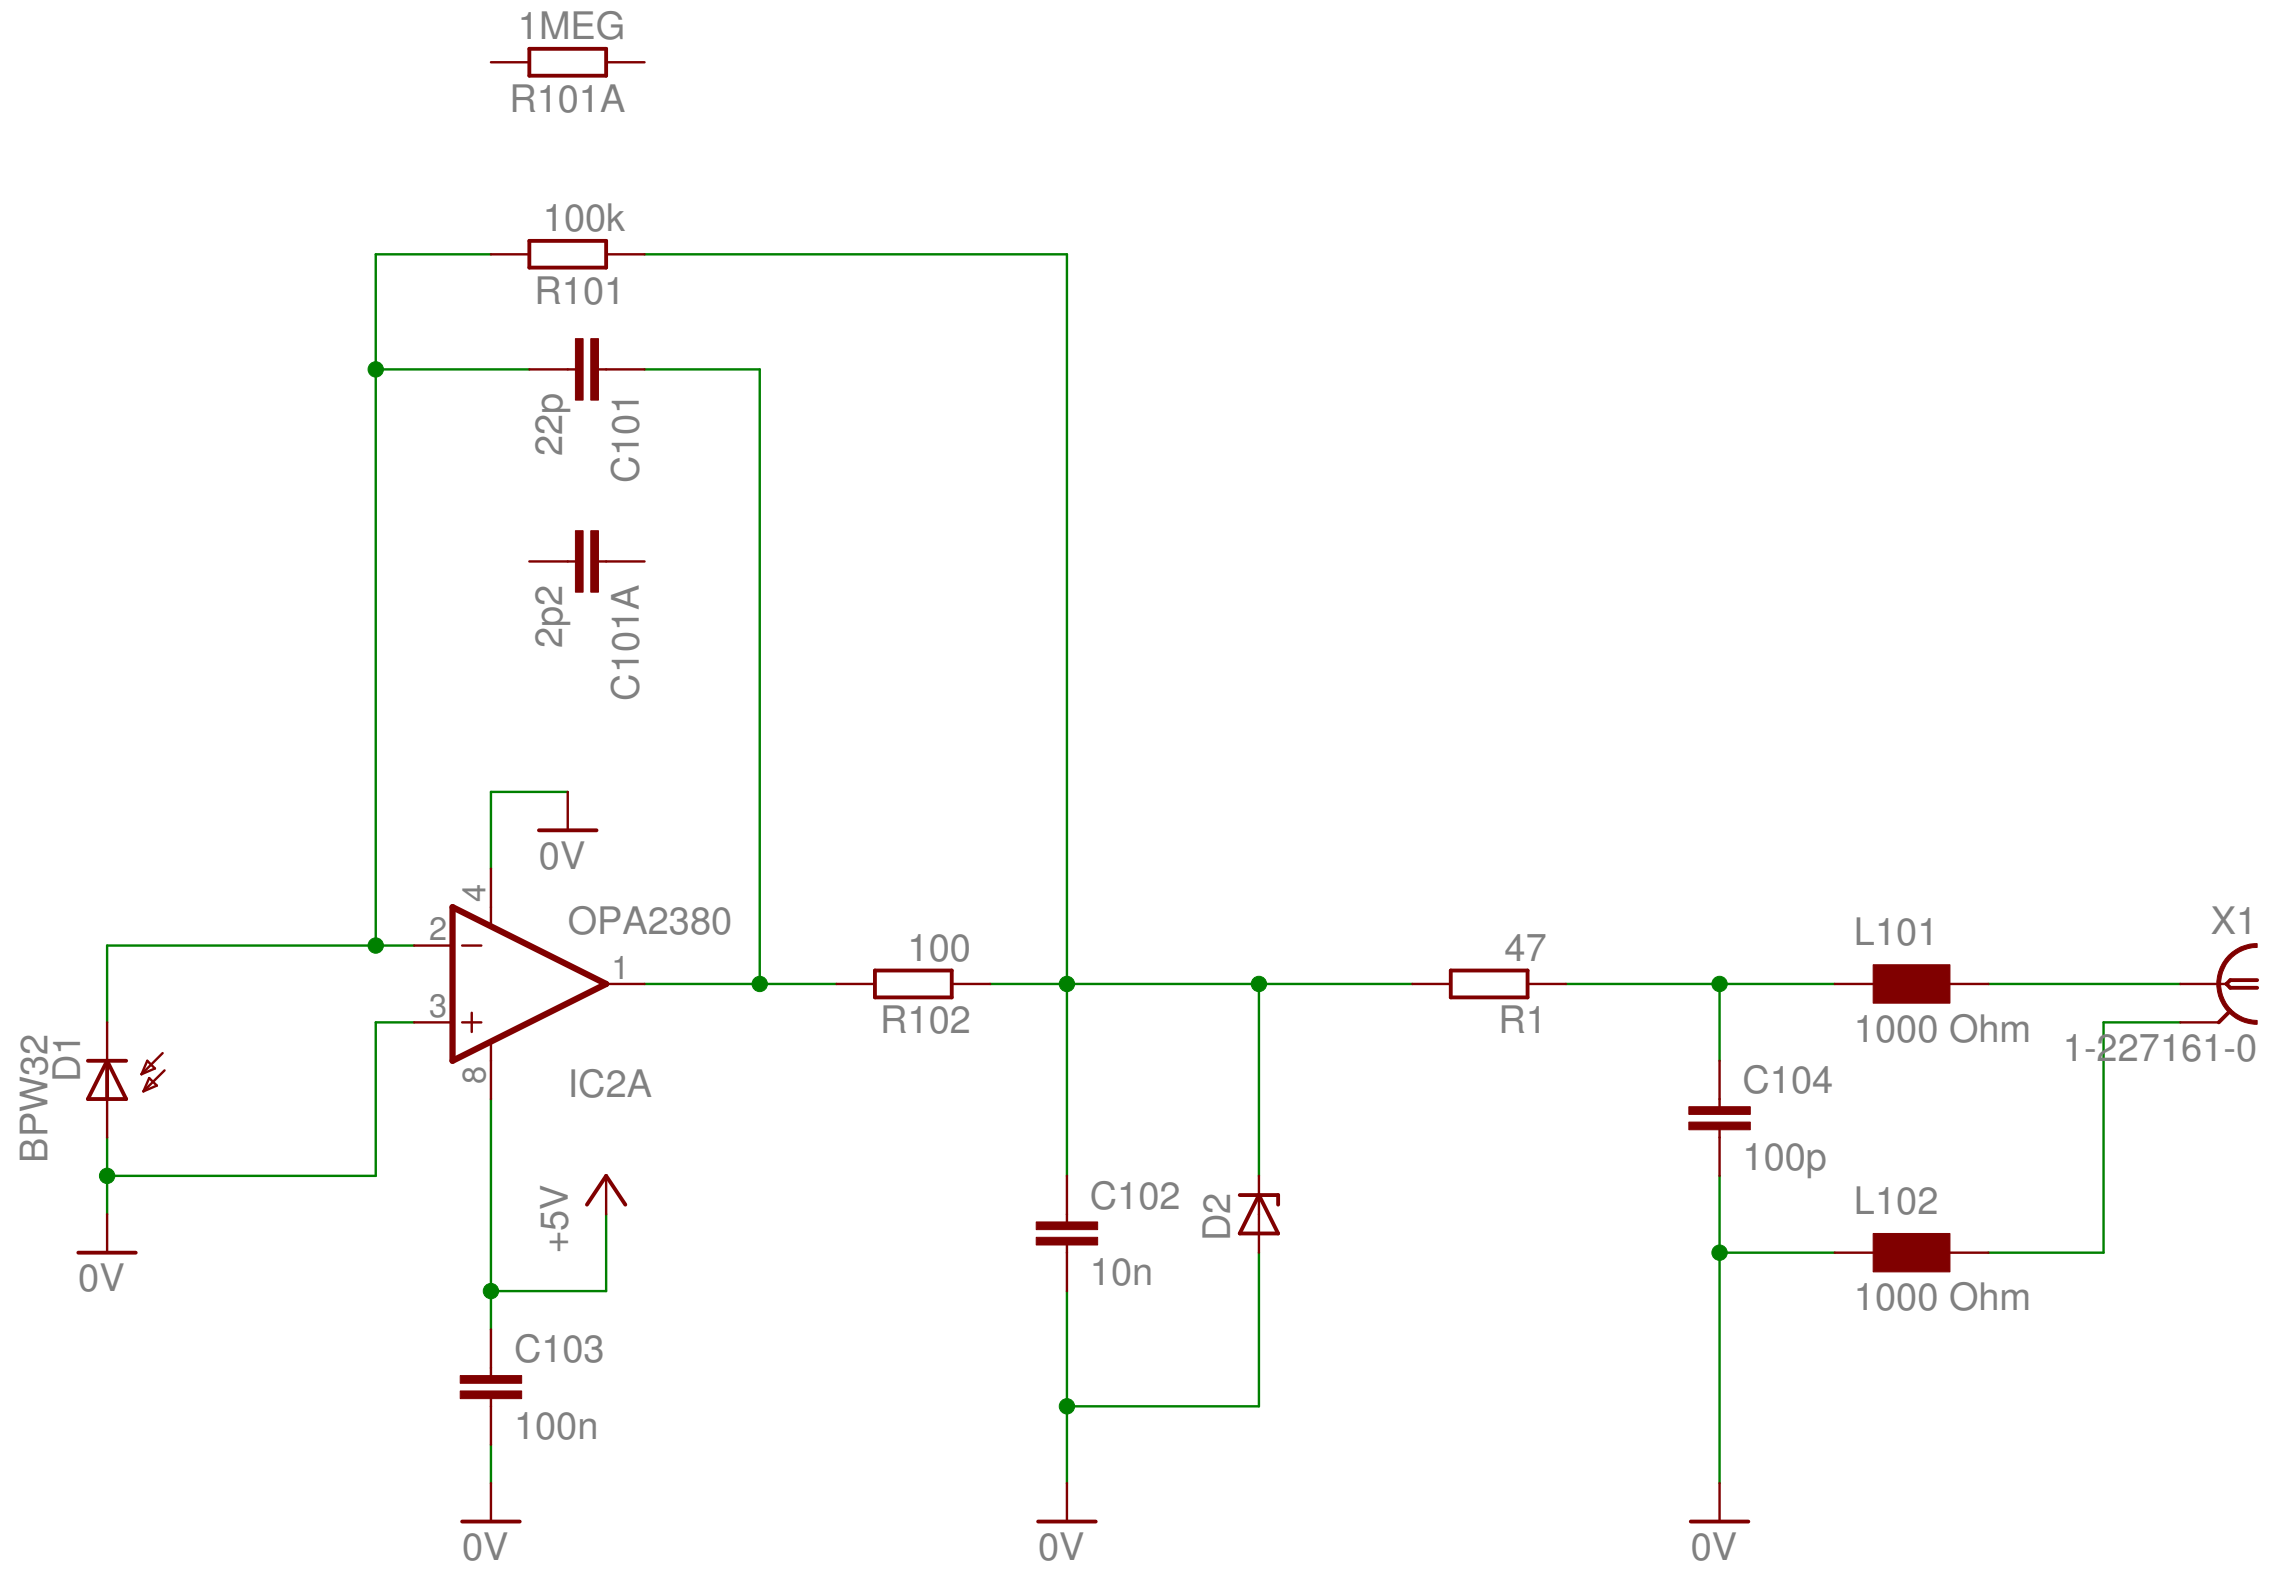 1MEG
R101A
100k
R101
22p
C101
2p2
C101A
0V
4
OPA2380
2
1
3
8
IC2A
BPW32
D1
0V
+5V
C103
100n
0V
100
R102
C102
10n
D2
0V
47
R1
C104
100p
0V
L101
1000 Ohm
L102
1000 Ohm
X1
1-227161-0